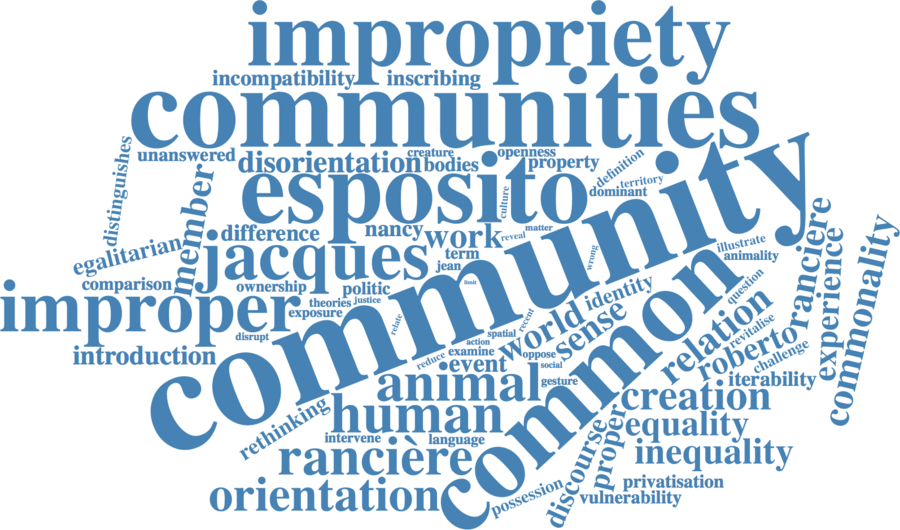 impropriety
incompatibility
inscribing
communities
unanswered
disorientation
creature
bodies
openness
property
distinguishes
member
esposito
culture
definition
territory
dominant
community
difference
nancy
work
reveal
matter
egalitarian
jacques
term
jean
wrong
illustrate
animality
rancière
experience
commonality
comparison
ownership
politic
limit
identity
question
improper
theories
justice
exposure
relate
recent
world
sense
common
relation
revitalise
roberto
challenge
disrupt
spatial
action
introduction
reduce
examine
oppose
event
social
gesture
animal
iterability
creation
rethinking
human
equality
intervene
language
discourse
proper
inequality
rancière
orientation
possession
privatisation
vulnerability